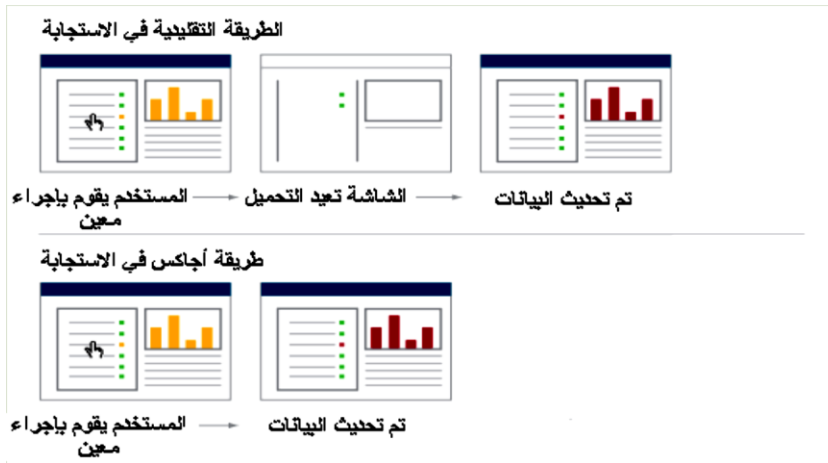 الطريقة التقليدية في الاستجابة
المستخدم يقوم بإجراء
معين
الشاشة تعيد التحميل
تم تحديث البيانات
طريقة أجاكس في الاستجابة
المستخدم يقوم بإجراء
معين
تم تحديث البيانات